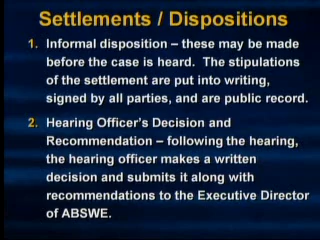 Settlements / Dispositions
1. Informal disposition – these may be made
before the case is heard. The stipulations
of the settlement are put into writing,
signed by all parties, and are public record.
2. Hearing Officer's Decision and
Recommendation – following the hearing,
the hearing officer makes a written
decision and submits it along with
recommendations to the Executive Director
of ABSWE.